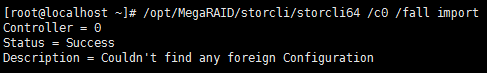 [root@localhost ~]# /opt/MegaRAID/storcli/storcli64 /c0 /fall import
Controller = 0
Status = Success
Description = Couldn't find any foreign Configuration